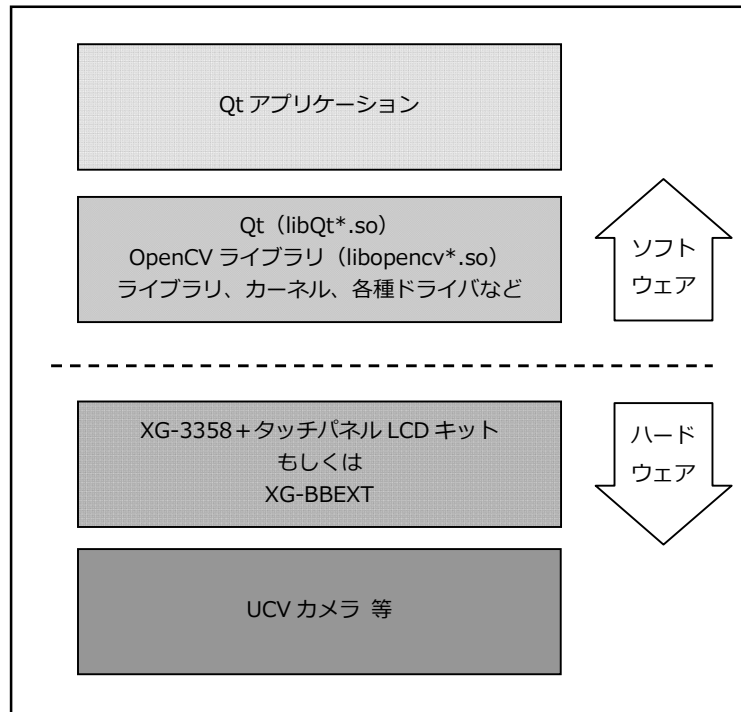 Qt アプリケーション
Qt（libQt*.so）
OpenCV ライブラリ（libopencv*.so）
ライブラリ、カーネル、各種ドライバなど
ソフト
ウェア
XG-3358＋タッチパネル LCD キット
もしくは
XG-BBEXT
ハード
ウェア
UCV カメラ 等